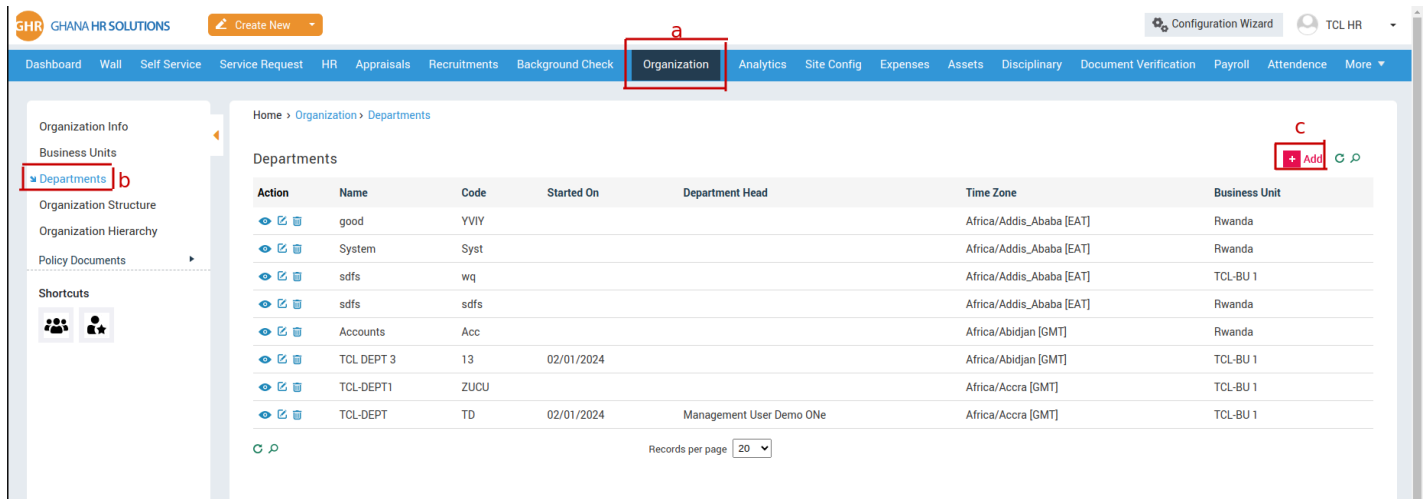 GHR GHANA HR SOLUTIONS Create New a Configuration Wizard TCL HR
Dashboard Wall Self Service Service Request HR Appraisals Recruitments Background Check Organization Analytics Site Config Expenses Assets Disciplinary Document Verification Payroll Attendence More
Organization Info
Business Units
Departments b
Organization Structure
Organization Hierarchy
Policy Documents
Shortcuts
Home › Organization › Departments
c
Departments + Add
Action Name Code Started On Department Head Time Zone Business Unit
good YVIY Africa/Addis_Ababa [EAT] Rwanda
System Syst Africa/Addis_Ababa [EAT] Rwanda
sdfs wq Africa/Addis_Ababa [EAT] TCL-BU 1
sdfs sdfs Africa/Addis_Ababa [EAT] Rwanda
Accounts Acc Africa/Abidjan [GMT] Rwanda
TCL DEPT 3 13 02/01/2024 Africa/Abidjan [GMT] TCL-BU 1
TCL-DEPT1 ZUCU Africa/Accra [GMT] TCL-BU 1
TCL-DEPT TD 02/01/2024 Management User Demo ONe Africa/Accra [GMT] TCL-BU 1
Records per page 20